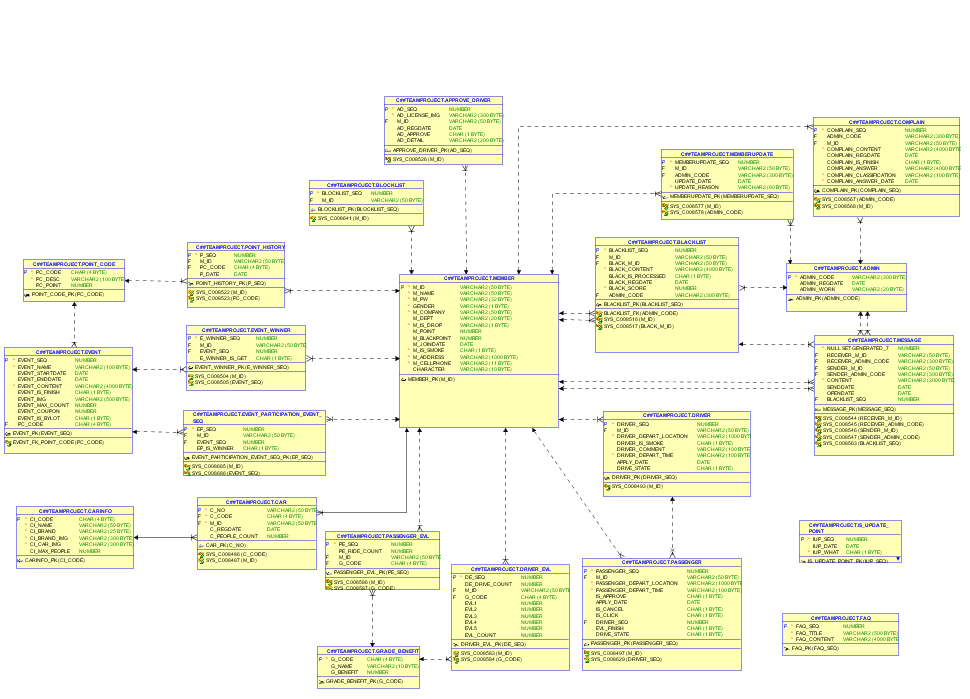 C##TEAMPROJECT.APPROVE_DRIVER
P * AD_SEQ NUMBER
* AD_LICENSE_IMG VARCHAR2 (300 BYTE)
F M_ID VARCHAR2 (50 BYTE)
AD_REGDATE DATE
AD_APPROVE CHAR (1 BYTE)
AD_DETAIL VARCHAR2 (200 BYTE)
APPROVE_DRIVER_PK (AD_SEQ)
SYS_C008526 (M_ID)
C##TEAMPROJECT.COMPLAIN
P * COMPLAIN_SEQ NUMBER
F ADMIN_CODE VARCHAR2 (300 BYTE)
F M_ID VARCHAR2 (50 BYTE)
* COMPLAIN_CONTENT VARCHAR2 (4000 BYTE)
COMPLAIN_REGDATE DATE
COMPLAIN_IS_FINISH CHAR (1 BYTE)
COMPLAIN_ANSWER VARCHAR2 (4000 BYTE)
* COMPLAIN_CLASSIFICATION VARCHAR2 (100 BYTE)
COMPLAIN_ANSWER_DATE DATE
COMPLAIN_PK (COMPLAIN_SEQ)
SYS_C008567 (ADMIN_CODE)
SYS_C008568 (M_ID)
C##TEAMPROJECT.MEMBERUPDATE
P * MEMBERUPDATE_SEQ NUMBER
F M_ID VARCHAR2 (50 BYTE)
F ADMIN_CODE VARCHAR2 (300 BYTE)
UPDATE_DATE DATE
* UPDATE_REASON VARCHAR2 (60 BYTE)
MEMBERUPDATE_PK (MEMBERUPDATE_SEQ)
SYS_C008577 (M_ID)
SYS_C008578 (ADMIN_CODE)
C##TEAMPROJECT.BLOCKLIST
P * BLOCKLIST_SEQ NUMBER
F M_ID VARCHAR2 (50 BYTE)
BLOCKLIST_PK (BLOCKLIST_SEQ)
SYS_C008641 (M_ID)
C##TEAMPROJECT.POINT_HISTORY
P * P_SEQ NUMBER
F M_ID VARCHAR2 (50 BYTE)
F PC_CODE CHAR (4 BYTE)
P_DATE DATE
POINT_HISTORY_PK (P_SEQ)
SYS_C008522 (M_ID)
SYS_C008523 (PC_CODE)
C##TEAMPROJECT.POINT_CODE
P * PC_CODE CHAR (4 BYTE)
* PC_DESC VARCHAR2 (100 BYTE)
PC_POINT NUMBER
POINT_CODE_PK (PC_CODE)
C##TEAMPROJECT.BLACKLIST
P * BLACKLIST_SEQ NUMBER
F M_ID VARCHAR2 (50 BYTE)
F BLACK_M_ID VARCHAR2 (50 BYTE)
* BLACK_CONTENT VARCHAR2 (4000 BYTE)
BLACK_PROCESSED CHAR (1 BYTE)
BLACK_REGDATE DATE
* BLACK_SCORE NUMBER
F ADMIN_CODE VARCHAR2 (300 BYTE)
BLACKLIST_PK (BLACKLIST_SEQ)
BLACKLIST_FK (ADMIN_CODE)
SYS_C008516 (M_ID)
SYS_C008517 (BLACK_M_ID)
C##TEAMPROJECT.ADMIN
P * ADMIN_CODE VARCHAR2 (300 BYTE)
ADMIN_REGDATE DATE
ADMIN_WORK VARCHAR2 (20 BYTE)
ADMIN_PK (ADMIN_CODE)
C##TEAMPROJECT.MEMBER
P * M_ID VARCHAR2 (50 BYTE)
* M_NAME VARCHAR2 (50 BYTE)
* M_PW VARCHAR2 (32 BYTE)
* GENDER VARCHAR2 (1 BYTE)
* M_COMPANY VARCHAR2 (50 BYTE)
* M_DEPT VARCHAR2 (20 BYTE)
* M_IS_DROP VARCHAR2 (1 BYTE)
M_POINT NUMBER
M_BLACKPOINT NUMBER
M_JOINDATE DATE
* M_IS_SMOKE CHAR (1 BYTE)
* M_ADDRESS VARCHAR2 (1000 BYTE)
* M_CELLPHONE VARCHAR2 (11 BYTE)
CHARACTER VARCHAR2 (10 BYTE)
MEMBER_PK (M_ID)
C##TEAMPROJECT.EVENT_WINNER
P * E_WINNER_SEQ NUMBER
F M_ID VARCHAR2 (50 BYTE)
F EVENT_SEQ NUMBER
E_WINNER_IS_GET CHAR (1 BYTE)
EVENT_WINNER_PK (E_WINNER_SEQ)
SYS_C008504 (M_ID)
SYS_C008505 (EVENT_SEQ)
C##TEAMPROJECT.EVENT
P * EVENT_SEQ NUMBER
* EVENT_NAME VARCHAR2 (100 BYTE)
* EVENT_STARTDATE DATE
* EVENT_ENDDATE DATE
* EVENT_CONTENT VARCHAR2 (4000 BYTE)
* EVENT_IS_FINISH CHAR (1 BYTE)
* EVENT_IMG VARCHAR2 (500 BYTE)
EVENT_MAX_COUNT NUMBER
EVENT_COUPON NUMBER
EVENT_IS_BYLOT CHAR (1 BYTE)
F PC_CODE CHAR (4 BYTE)
EVENT_PK (EVENT_SEQ)
EVENT_FK_POINT_CODE (PC_CODE)
C##TEAMPROJECT.MESSAGE
P * NULL.SETGENERATED_7. NUMBER
F RECEIVER_M_ID VARCHAR2 (50 BYTE)
F RECEIVER_ADMIN_CODE VARCHAR2 (300 BYTE)
F SENDER_M_ID VARCHAR2 (50 BYTE)
F SENDER_ADMIN_CODE VARCHAR2 (300 BYTE)
* CONTENT VARCHAR2 (2000 BYTE)
SENDDATE DATE
OPENDATE DATE
F BLACKLIST_SEQ NUMBER
MESSAGE_PK (MESSAGE_SEQ)
SYS_C008544 (RECEIVER_M_ID)
SYS_C008545 (RECEIVER_ADMIN_CODE)
SYS_C008546 (SENDER_M_ID)
SYS_C008547 (SENDER_ADMIN_CODE)
SYS_C008583 (BLACKLIST_SEQ)
C##TEAMPROJECT.EVENT_PARTICIPATION_EVENT_
SEQ
P * EP_SEQ NUMBER
F M_ID VARCHAR2 (50 BYTE)
F EVENT_SEQ NUMBER
EP_IS_WINNER CHAR (1 BYTE)
EVENT_PARTICIPATION_EVENT_SEQ_PK (EP_SEQ)
SYS_C008685 (M_ID)
SYS_C008686 (EVENT_SEQ)
C##TEAMPROJECT.DRIVER
P * DRIVER_SEQ NUMBER
F M_ID VARCHAR2 (50 BYTE)
* DRIVER_DEPART_LOCATION VARCHAR2 (1000 BYTE)
* DRIVER_IS_SMOKE CHAR (1 BYTE)
* DRIVER_COMMENT VARCHAR2 (1000 BYTE)
* DRIVER_DEPART_TIME VARCHAR2 (100 BYTE)
APPLY_DATE DATE
DRIVE_STATE CHAR (1 BYTE)
DRIVER_PK (DRIVER_SEQ)
SYS_C008493 (M_ID)
C##TEAMPROJECT.CAR
P * C_NO VARCHAR2 (50 BYTE)
F * C_CODE CHAR (4 BYTE)
F * M_ID VARCHAR2 (50 BYTE)
C_REGDATE DATE
C_PEOPLE_COUNT NUMBER
CAR_PK (C_NO)
SYS_C008486 (C_CODE)
SYS_C008487 (M_ID)
C##TEAMPROJECT.CARINFO
P * CI_CODE CHAR (4 BYTE)
* CI_NAME VARCHAR2 (50 BYTE)
* CI_BRAND VARCHAR2 (25 BYTE)
* CI_BRAND_IMG VARCHAR2 (300 BYTE)
* CI_CAR_IMG VARCHAR2 (300 BYTE)
CI_MAX_PEOPLE NUMBER
CARINFO_PK (CI_CODE)
C##TEAMPROJECT.PASSENGER_EVL
P * PE_SEQ NUMBER
PE_RIDE_COUNT NUMBER
F M_ID VARCHAR2 (50 BYTE)
F G_CODE CHAR (4 BYTE)
PASSENGER_EVL_PK (PE_SEQ)
SYS_C008586 (M_ID)
SYS_C008587 (G_CODE)
C##TEAMPROJECT.IS_UPDATE_
POINT
P * IUP_SEQ NUMBER
IUP_DATE DATE
* IUP_WHAT CHAR (1 BYTE)
IS_UPDATE_POINT_PK (IUP_SEQ)
C##TEAMPROJECT.DRIVER_EVL
P * DE_SEQ NUMBER
DE_DRIVE_COUNT NUMBER
F M_ID VARCHAR2 (50 BYTE)
F G_CODE CHAR (4 BYTE)
EVL1 NUMBER
EVL2 NUMBER
EVL3 NUMBER
EVL4 NUMBER
EVL5 NUMBER
EVL_COUNT NUMBER
DRIVER_EVL_PK (DE_SEQ)
SYS_C008583 (M_ID)
SYS_C008584 (G_CODE)
C##TEAMPROJECT.PASSENGER
P * PASSENGER_SEQ NUMBER
F M_ID VARCHAR2 (50 BYTE)
* PASSENGER_DEPART_LOCATION VARCHAR2 (1000 BYTE)
* PASSENGER_DEPART_TIME VARCHAR2 (100 BYTE)
IS_APPROVE CHAR (1 BYTE)
APPLY_DATE DATE
IS_CANCEL CHAR (1 BYTE)
IS_CLICK CHAR (1 BYTE)
F DRIVER_SEQ NUMBER
EVL_FINISH CHAR (1 BYTE)
DRIVE_STATE CHAR (1 BYTE)
PASSENGER_PK (PASSENGER_SEQ)
SYS_C008497 (M_ID)
SYS_C008629 (DRIVER_SEQ)
C##TEAMPROJECT.FAQ
P * FAQ_SEQ NUMBER
* FAQ_TITLE VARCHAR2 (500 BYTE)
* FAQ_CONTENT VARCHAR2 (4000 BYTE)
FAQ_PK (FAQ_SEQ)
C##TEAMPROJECT.GRADE_BENEFIT
P * G_CODE CHAR (4 BYTE)
G_NAME VARCHAR2 (10 BYTE)
G_BENEFIT NUMBER
GRADE_BENEFIT_PK (G_CODE)